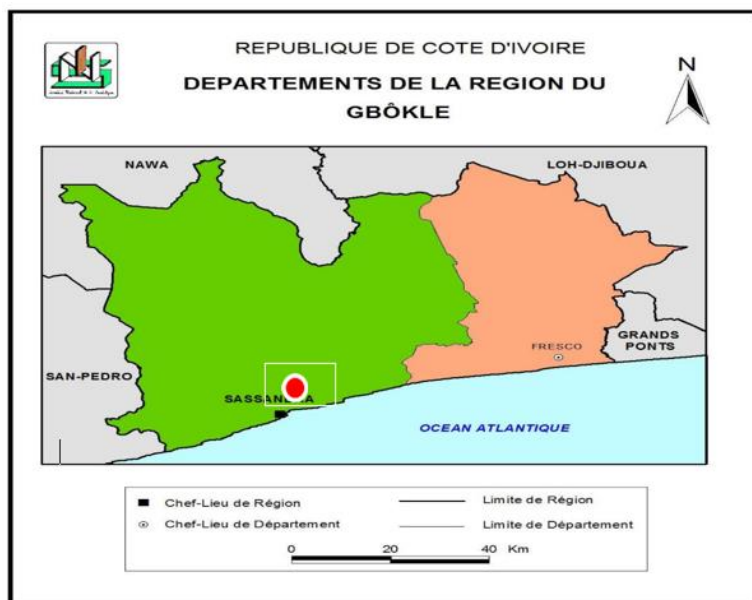 REPUBLIQUE DE COTE D'IVOIRE
DEPARTEMENTS DE LA REGION DU
GBÔKLE
N
NAWA
LOH-DJIBOUA
SAN-PEDRO
SASSANDRA
FRESCO
GRANDS
PONTS
OCEAN ATLANTIQUE
Chef-Lieu de Région
Limite de Région
Chef-Lieu de Département
Limite de Département
0 20 40 Km